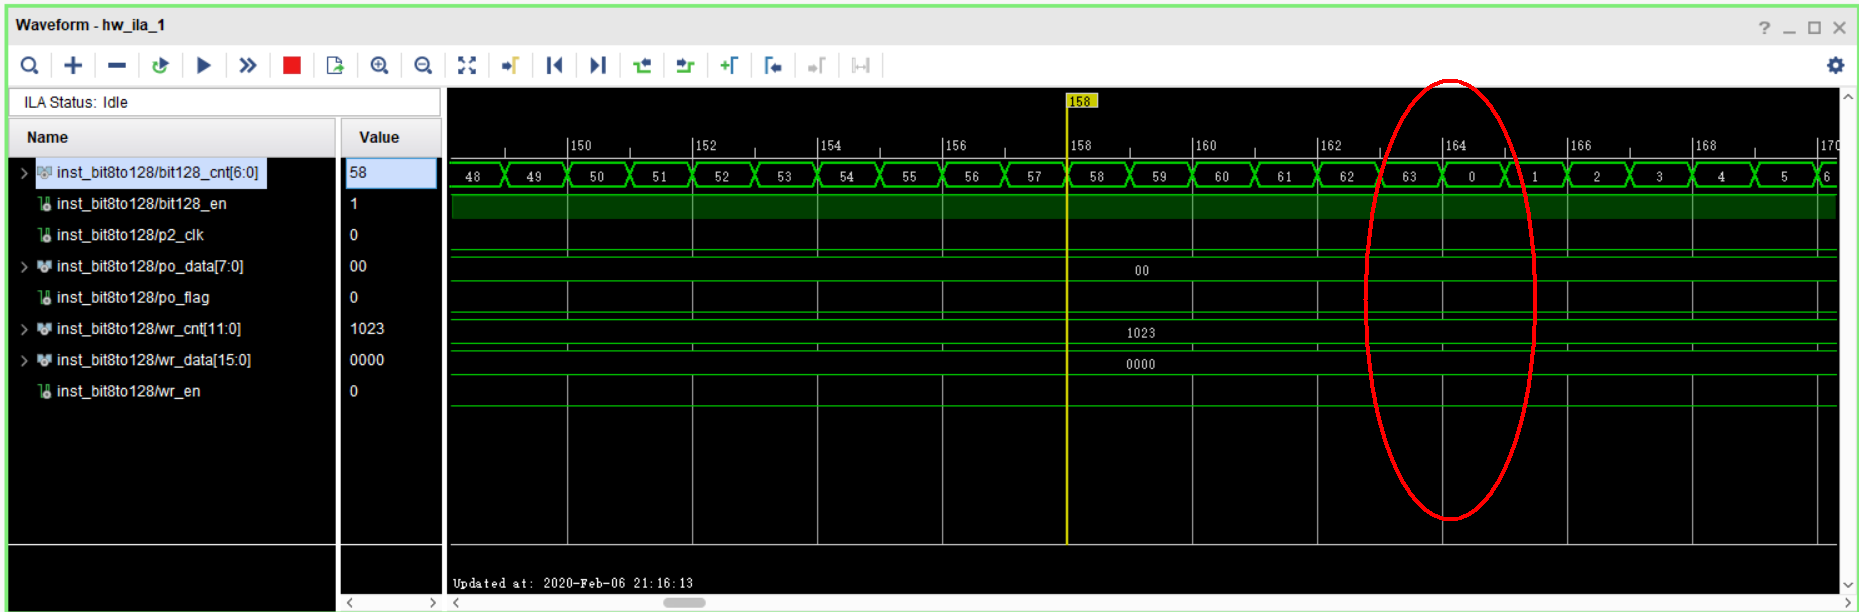 Waveform - hw_ila_1
ILA Status: Idle
Name Value
158
150 152 154 156 158 160 162 164 166 168 170
inst_bit8to128/bit128_cnt[6:0] 58 48 49 50 51 52 53 54 55 56 57 58 59 60 61 62 63 0 1 2 3 4 5 6
inst_bit8to128/bit128_en 1
inst_bit8to128/p2_clk 0
inst_bit8to128/po_data[7:0] 00 00
inst_bit8to128/po_flag 0
inst_bit8to128/wr_cnt[11:0] 1023 1023
inst_bit8to128/wr_data[15:0] 0000 0000
inst_bit8to128/wr_en 0
Updated at: 2020-Feb-06 21:16:13